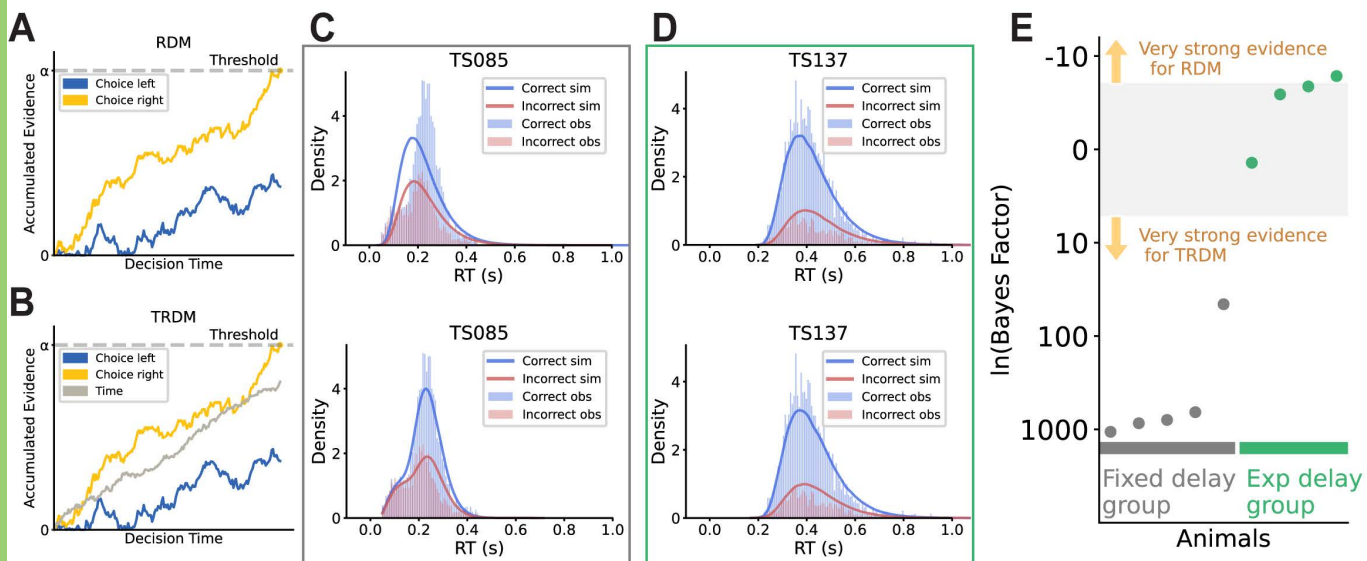 A
RDM
Threshold
α
Choice left
Choice right
Accumulated Evidence
0
Decision Time
B
TRDM
Threshold
α
Choice left
Choice right
Time
Accumulated Evidence
0
Decision Time
C
TS085
Correct sim
Incorrect sim
Correct obs
Incorrect obs
Density
4
2
0
0.0 0.2 0.4 0.6 0.8 1.0
RT (s)
TS085
Correct sim
Incorrect sim
Correct obs
Incorrect obs
Density
4
2
0
0.0 0.2 0.4 0.6 0.8 1.0
RT (s)
D
TS137
Correct sim
Incorrect sim
Correct obs
Incorrect obs
Density
4
2
0
0.0 0.2 0.4 0.6 0.8 1.0
RT (s)
TS137
Correct sim
Incorrect sim
Correct obs
Incorrect obs
Density
4
2
0
0.0 0.2 0.4 0.6 0.8 1.0
RT (s)
E
-10
Very strong evidence
for RDM
0
10
Very strong evidence
for TRDM
ln(Bayes Factor)
100
1000
Fixed delay
group
Exp delay
group
Animals